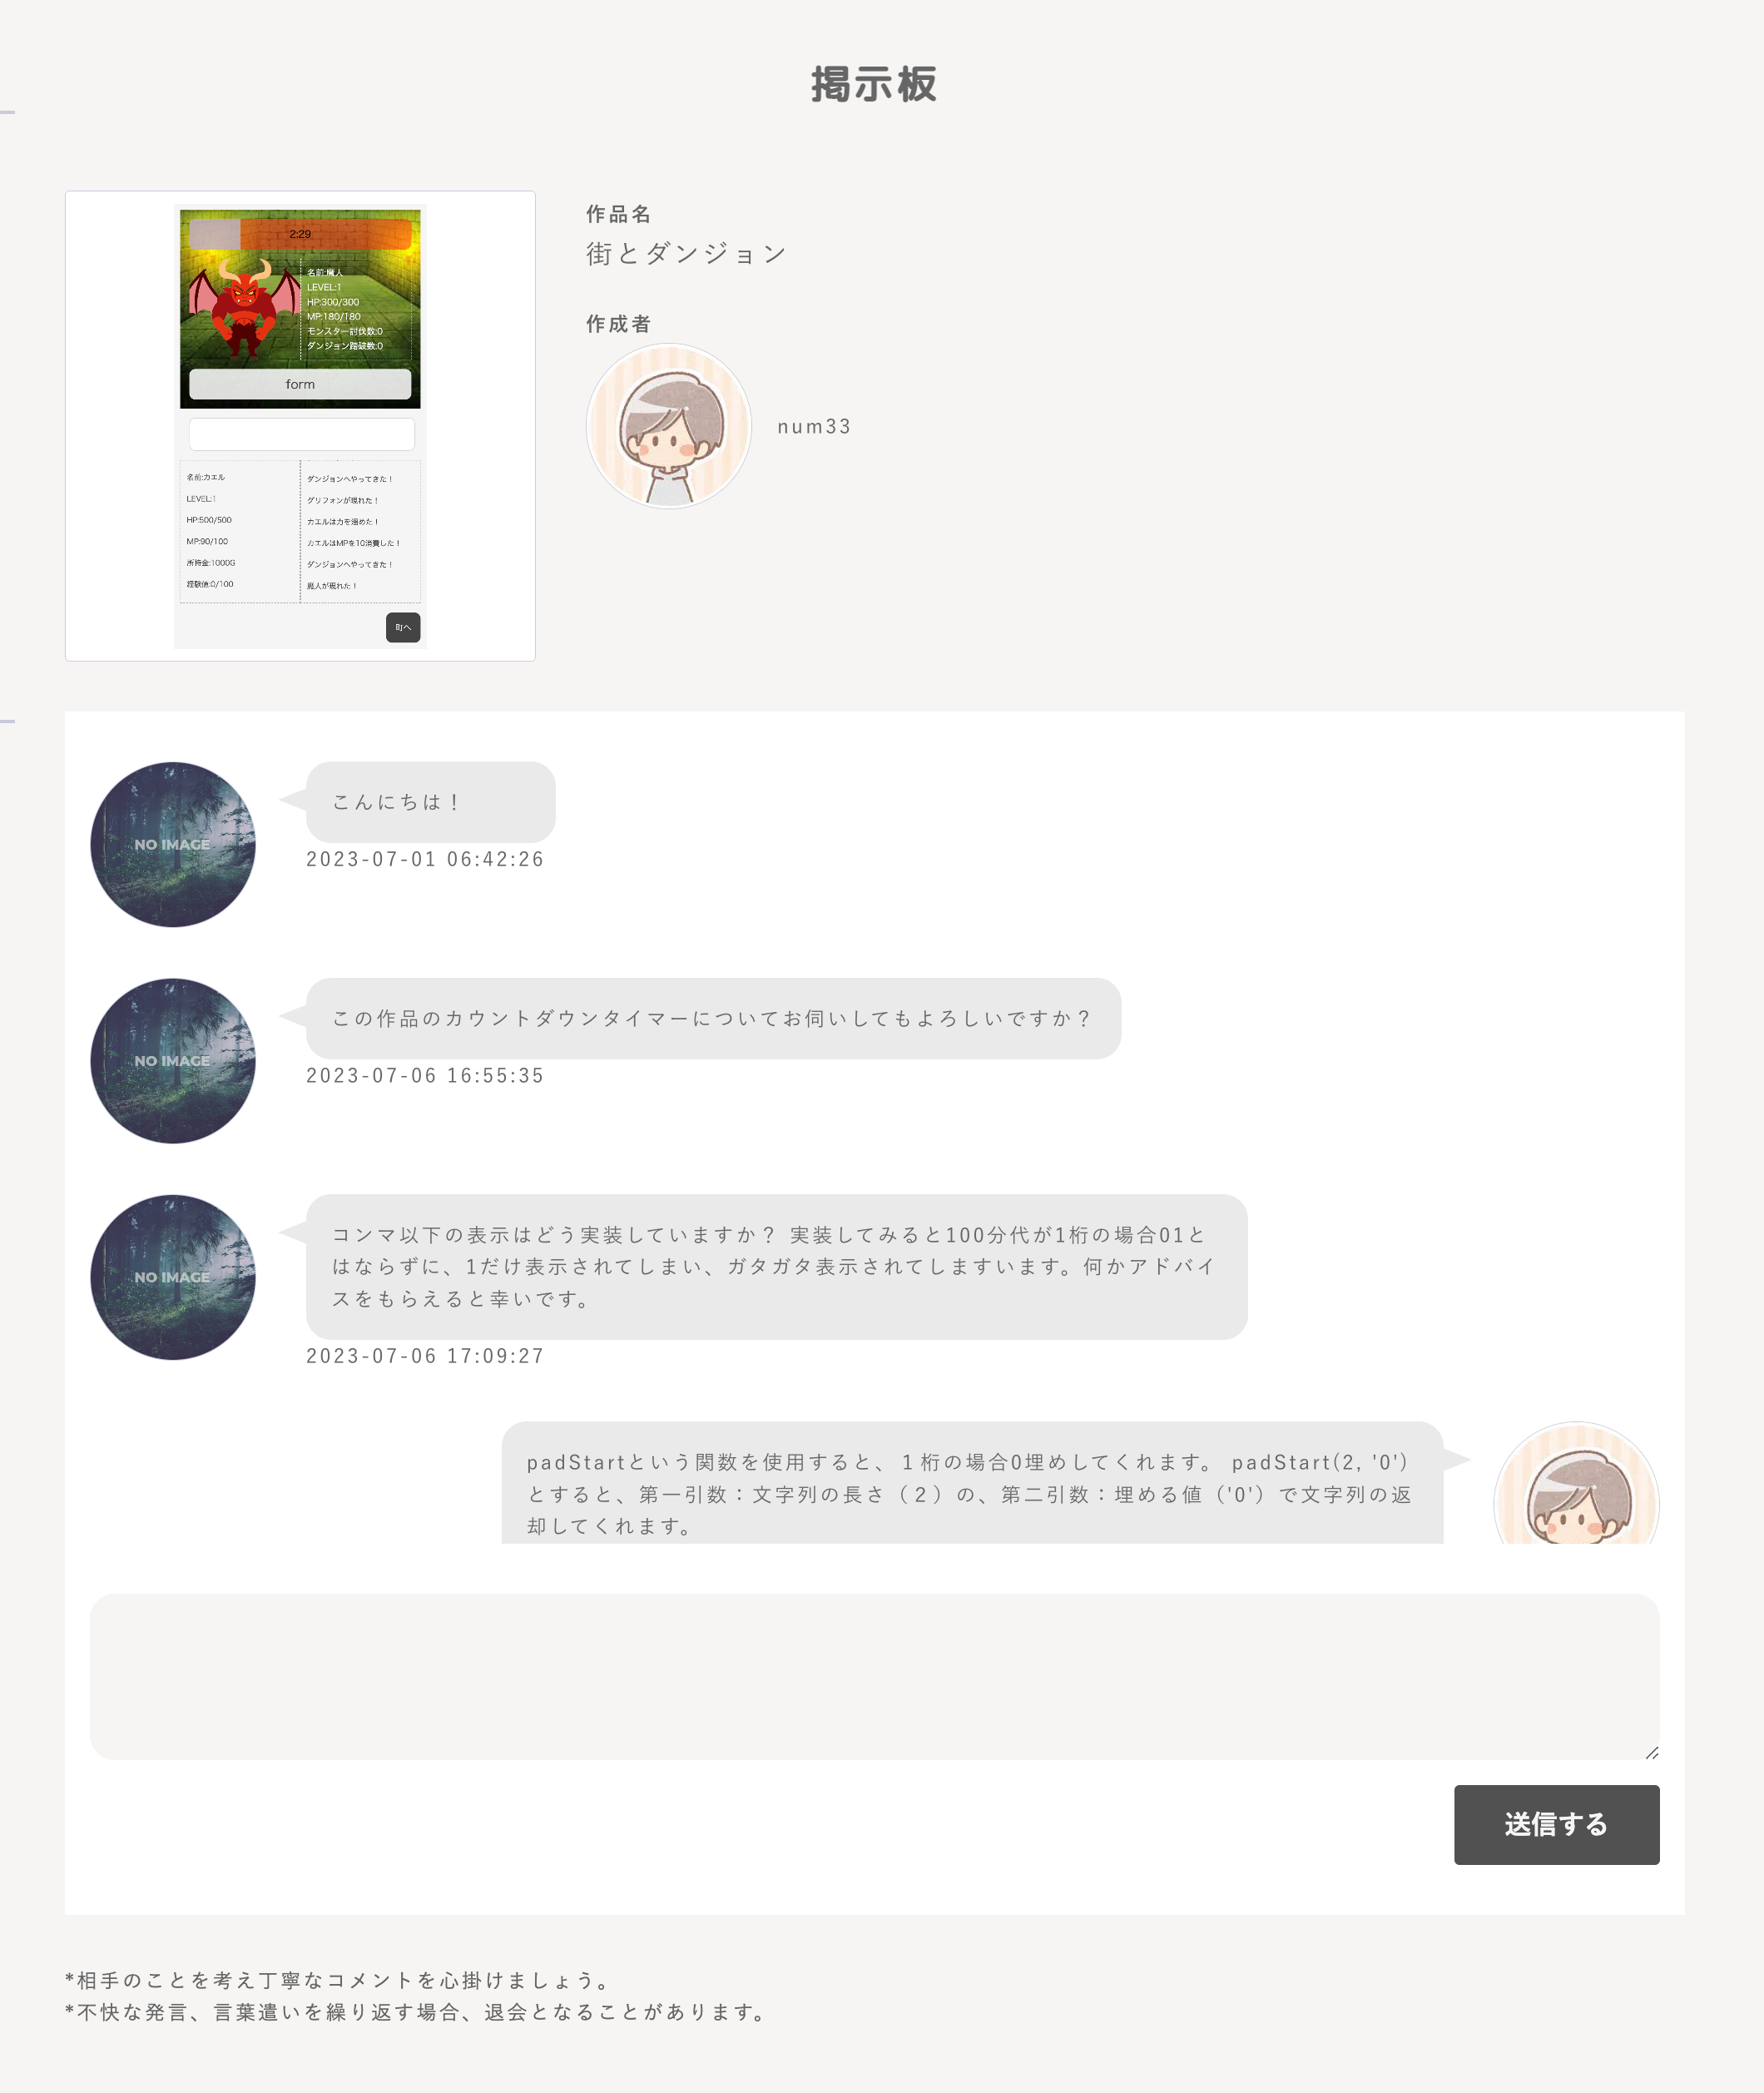 掲示板
2:29
名前:魔人
LEVEL:1
HP:300/300
MP:180/180
モンスター討伐数:0
ダンジョン踏破数:0
form
名前:カエル
LEVEL:1
HP:500/500
MP:90/100
所持金:1000G
経験値:0/100
ダンジョンへやってきた！
グリフォンが現れた！
カエルは力を溜めた！
カエルはMPを10消費した！
ダンジョンへやってきた！
魔人が現れた！
町へ
作品名
街とダンジョン
作成者
num33
NO IMAGE
こんにちは！
2023-07-01 06:42:26
NO IMAGE
この作品のカウントダウンタイマーについてお伺いしてもよろしいですか？
2023-07-06 16:55:35
NO IMAGE
コンマ以下の表示はどう実装していますか？ 実装してみると100分代が1桁の場合01と
はならずに、1だけ表示されてしまい、ガタガタ表示されてしますいます。何かアドバイ
スをもらえると幸いです。
2023-07-06 17:09:27
padStartという関数を使用すると、１桁の場合0埋めしてくれます。 padStart(2, '0')
とすると、第一引数：文字列の長さ（２）の、第二引数：埋める値（'0'）で文字列の返
却してくれます。
送信する
*相手のことを考え丁寧なコメントを心掛けましょう。
*不快な発言、言葉遣いを繰り返す場合、退会となることがあります。